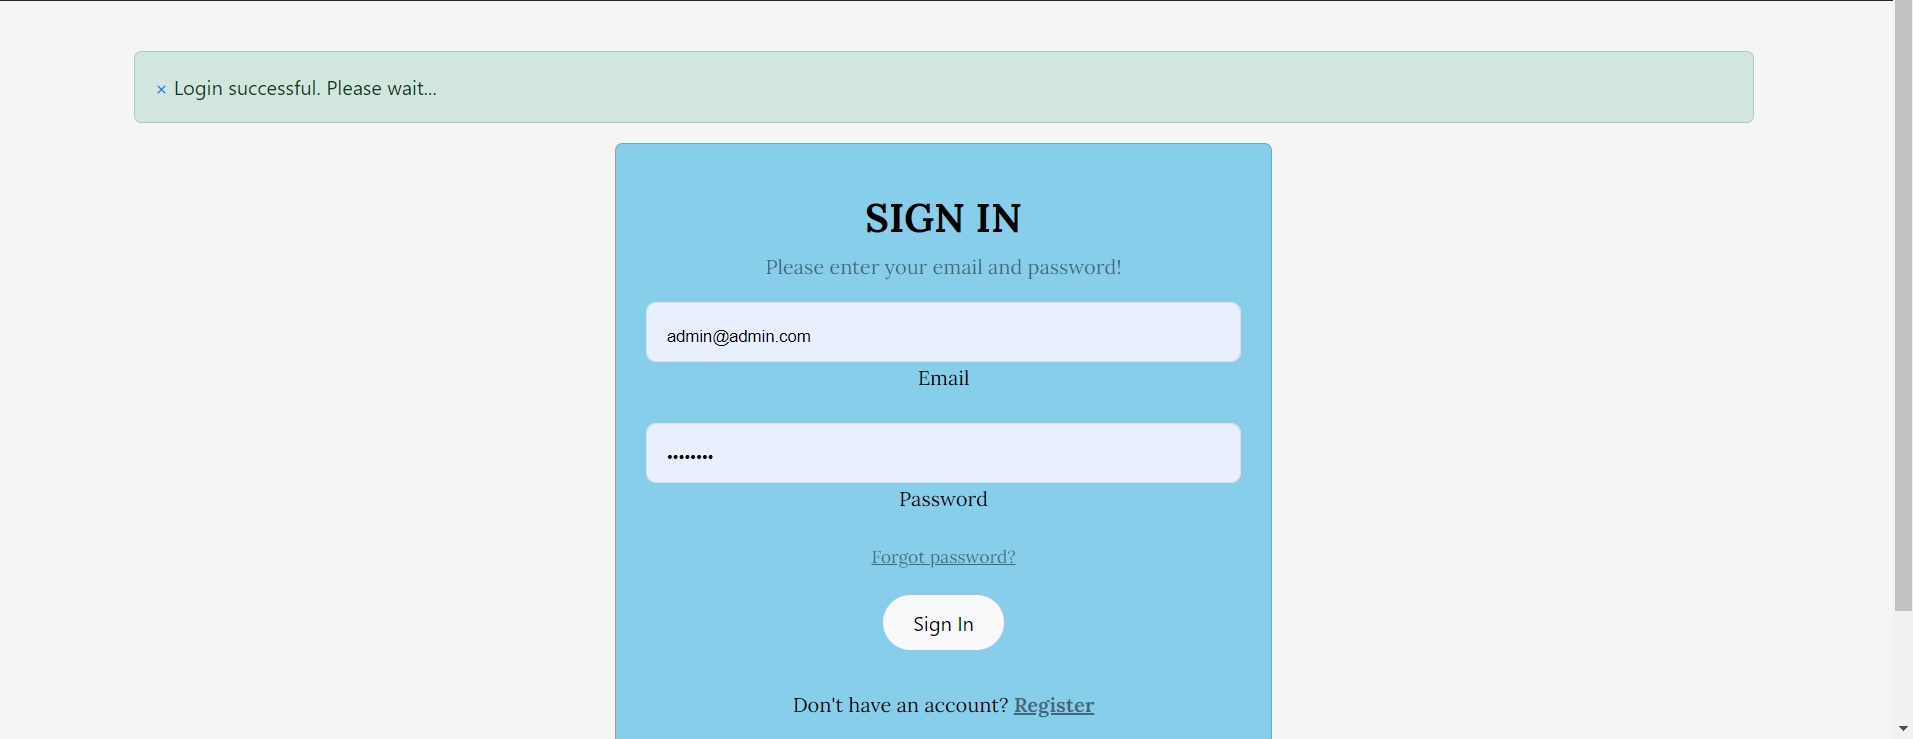 × Login successful. Please wait...
SIGN IN
Please enter your email and password!
admin@admin.com
Email
••••••••
Password
Forgot password?
Sign In
Don't have an account? Register